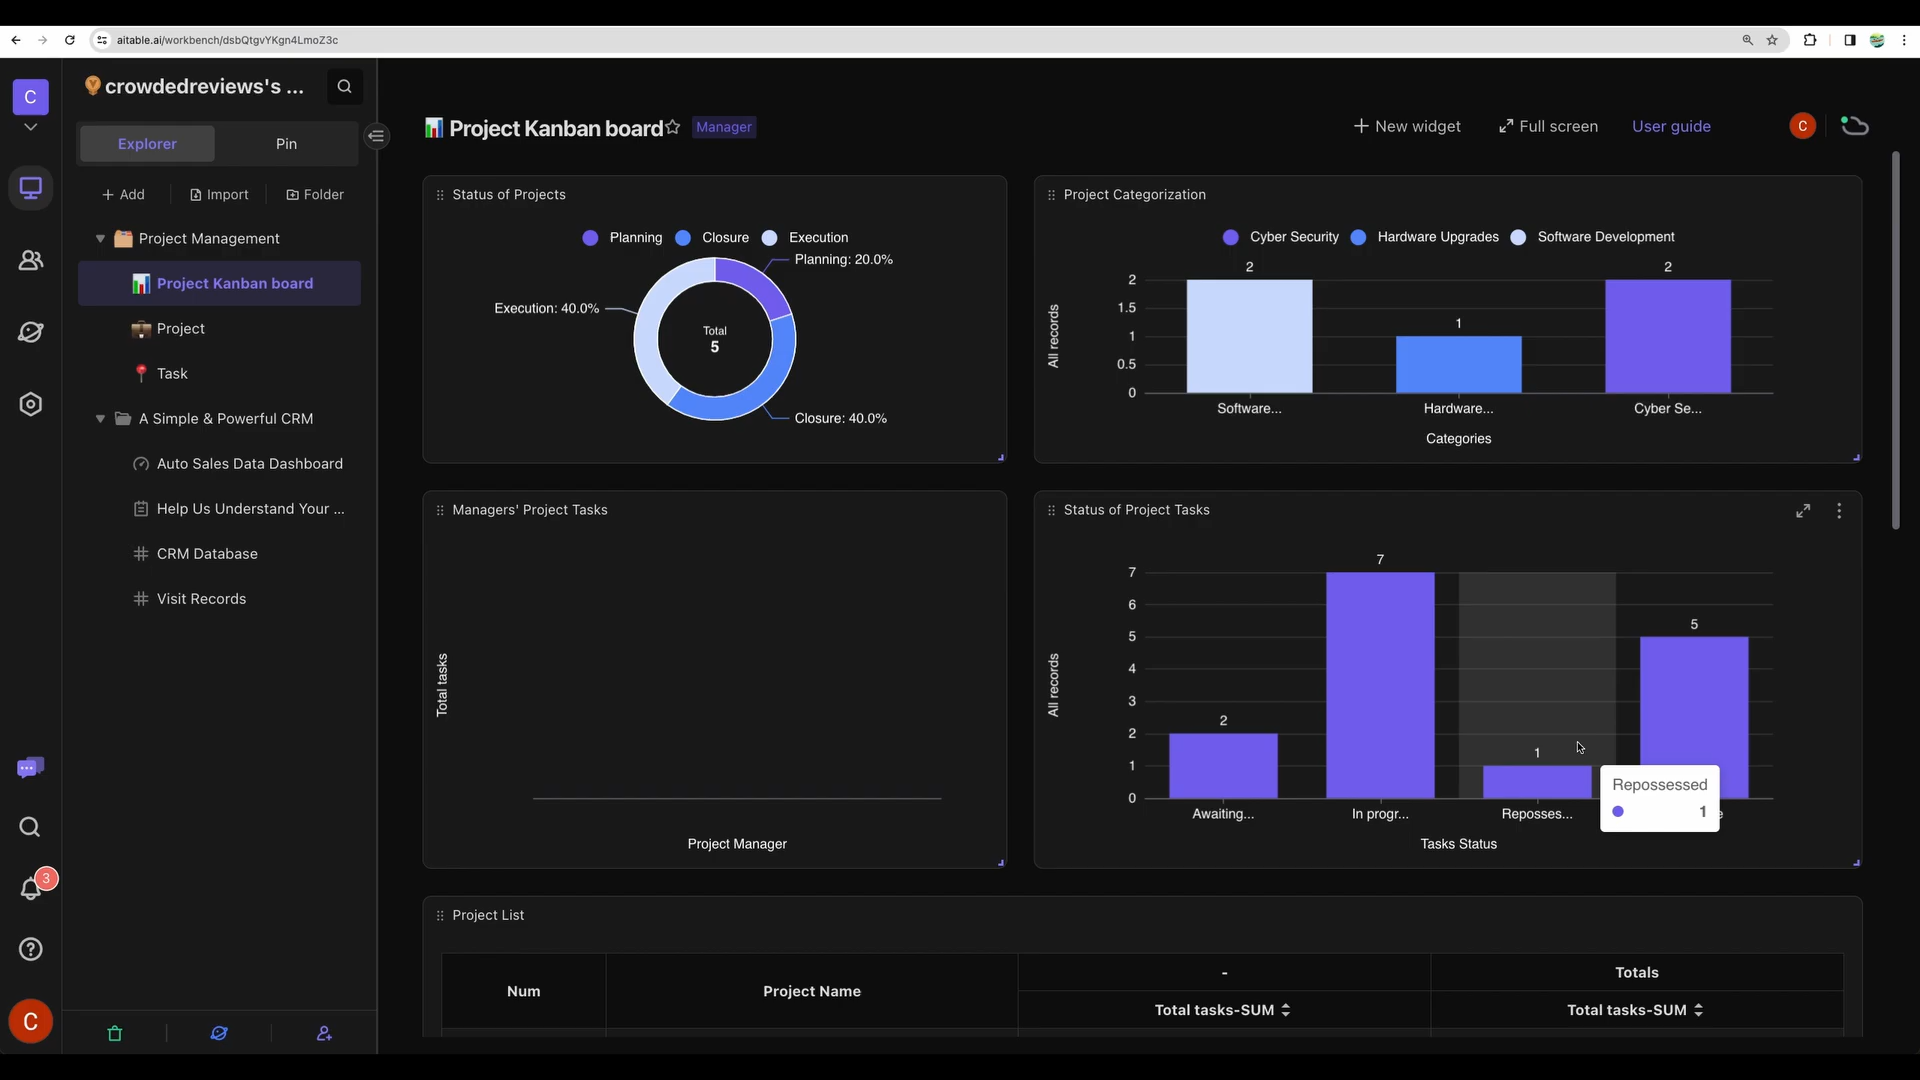 aitable.ai/workbench/dsbQtgvYKgn4LmoZ3c
C
crowdedreviews's ...
Explorer
Pin
+ Add
Import
Folder
Project Management
Project Kanban board
Project
Task
A Simple & Powerful CRM
Auto Sales Data Dashboard
Help Us Understand Your ...
CRM Database
Visit Records
3
C
Project Kanban board
Manager
+ New widget
Full screen
User guide
C
Status of Projects
Planning
Closure
Execution
Planning: 20.0%
Execution: 40.0%
Total
5
Closure: 40.0%
Project Categorization
Cyber Security
Hardware Upgrades
Software Development
All records
2
1.5
1
0.5
0
2
1
2
Software...
Hardware...
Cyber Se...
Categories
Managers' Project Tasks
Total tasks
Project Manager
Status of Project Tasks
All records
7
6
5
4
3
2
1
0
2
7
1
5
Awaiting...
In progr...
Reposses...
e
Repossessed
1
Tasks Status
Project List
Num
Project Name
-
Totals
Total tasks-SUM
Total tasks-SUM